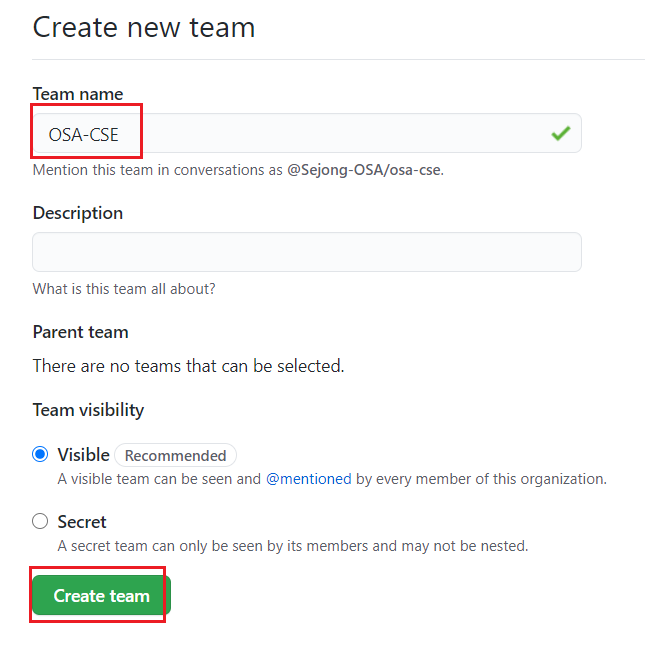 Create new team
Team name
OSA-CSE
Mention this team in conversations as @Sejong-OSA/osa-cse.
Description
What is this team all about?
Parent team
There are no teams that can be selected.
Team visibility
Visible Recommended
A visible team can be seen and @mentioned by every member of this organization.
Secret
A secret team can only be seen by its members and may not be nested.
Create team